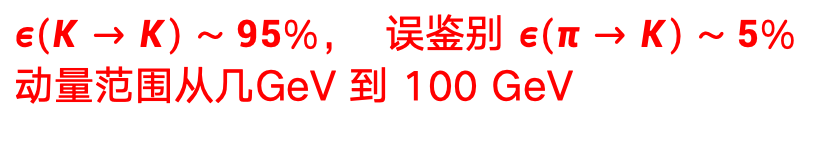 ϵ(K → K) ~ 95%， 误鉴别 ϵ(π → K) ~ 5%
动量范围从几GeV 到 100 GeV